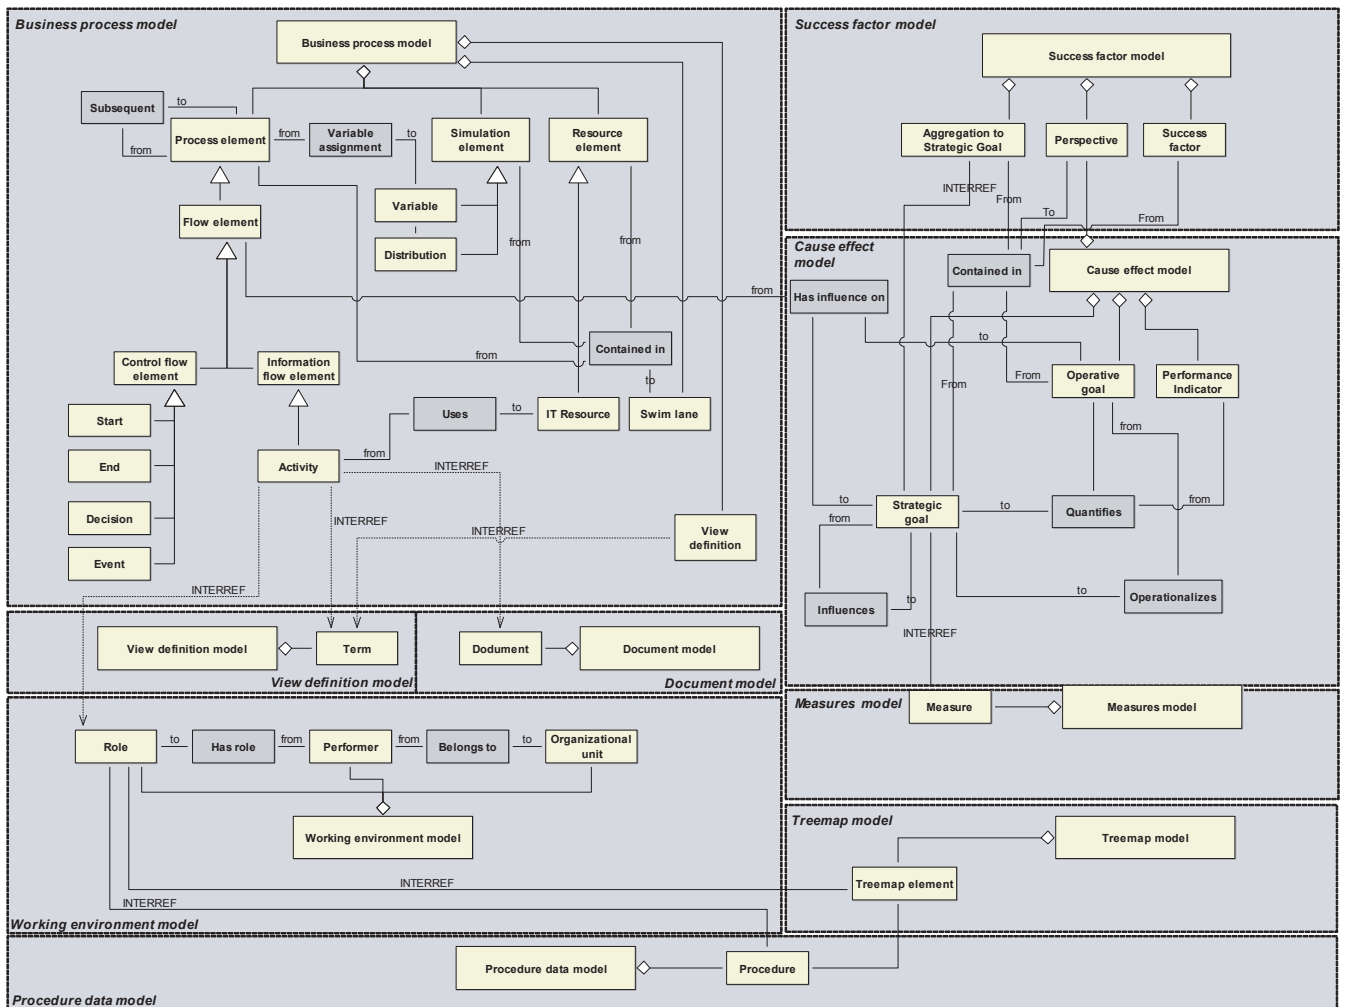 Business process model
Business process model
Subsequent
to
from
Process element
from
Variable
assignment
to
Simulation
element
Resource
element
Variable
Distribution
Flow element
from
from
from
Contained in
from
to
Control flow
element
Information
flow element
Start
End
Decision
Event
Activity
from
Uses
to
IT Resource
Swim lane
INTERREF
INTERREF
INTERREF
INTERREF
View
definition
Success factor model
Success factor model
Aggregation to
Strategic Goal
Perspective
Success
factor
INTERREF
From
To
From
Cause effect
model
Contained in
Cause effect model
Has influence on
to
From
From
Operative
goal
Performance
Indicator
from
to
from
Strategic
goal
to
Quantifies
from
Influences
to
to
Operationalizes
INTERREF
View definition model
Term
View definition model
Dodument
Document model
Document model
Measures model
Measure
Measures model
Role
to
Has role
from
Performer
from
Belongs to
to
Organizational
unit
Working environment model
INTERREF
INTERREF
Working environment model
Treemap model
Treemap model
Treemap element
Procedure data model
Procedure
Procedure data model